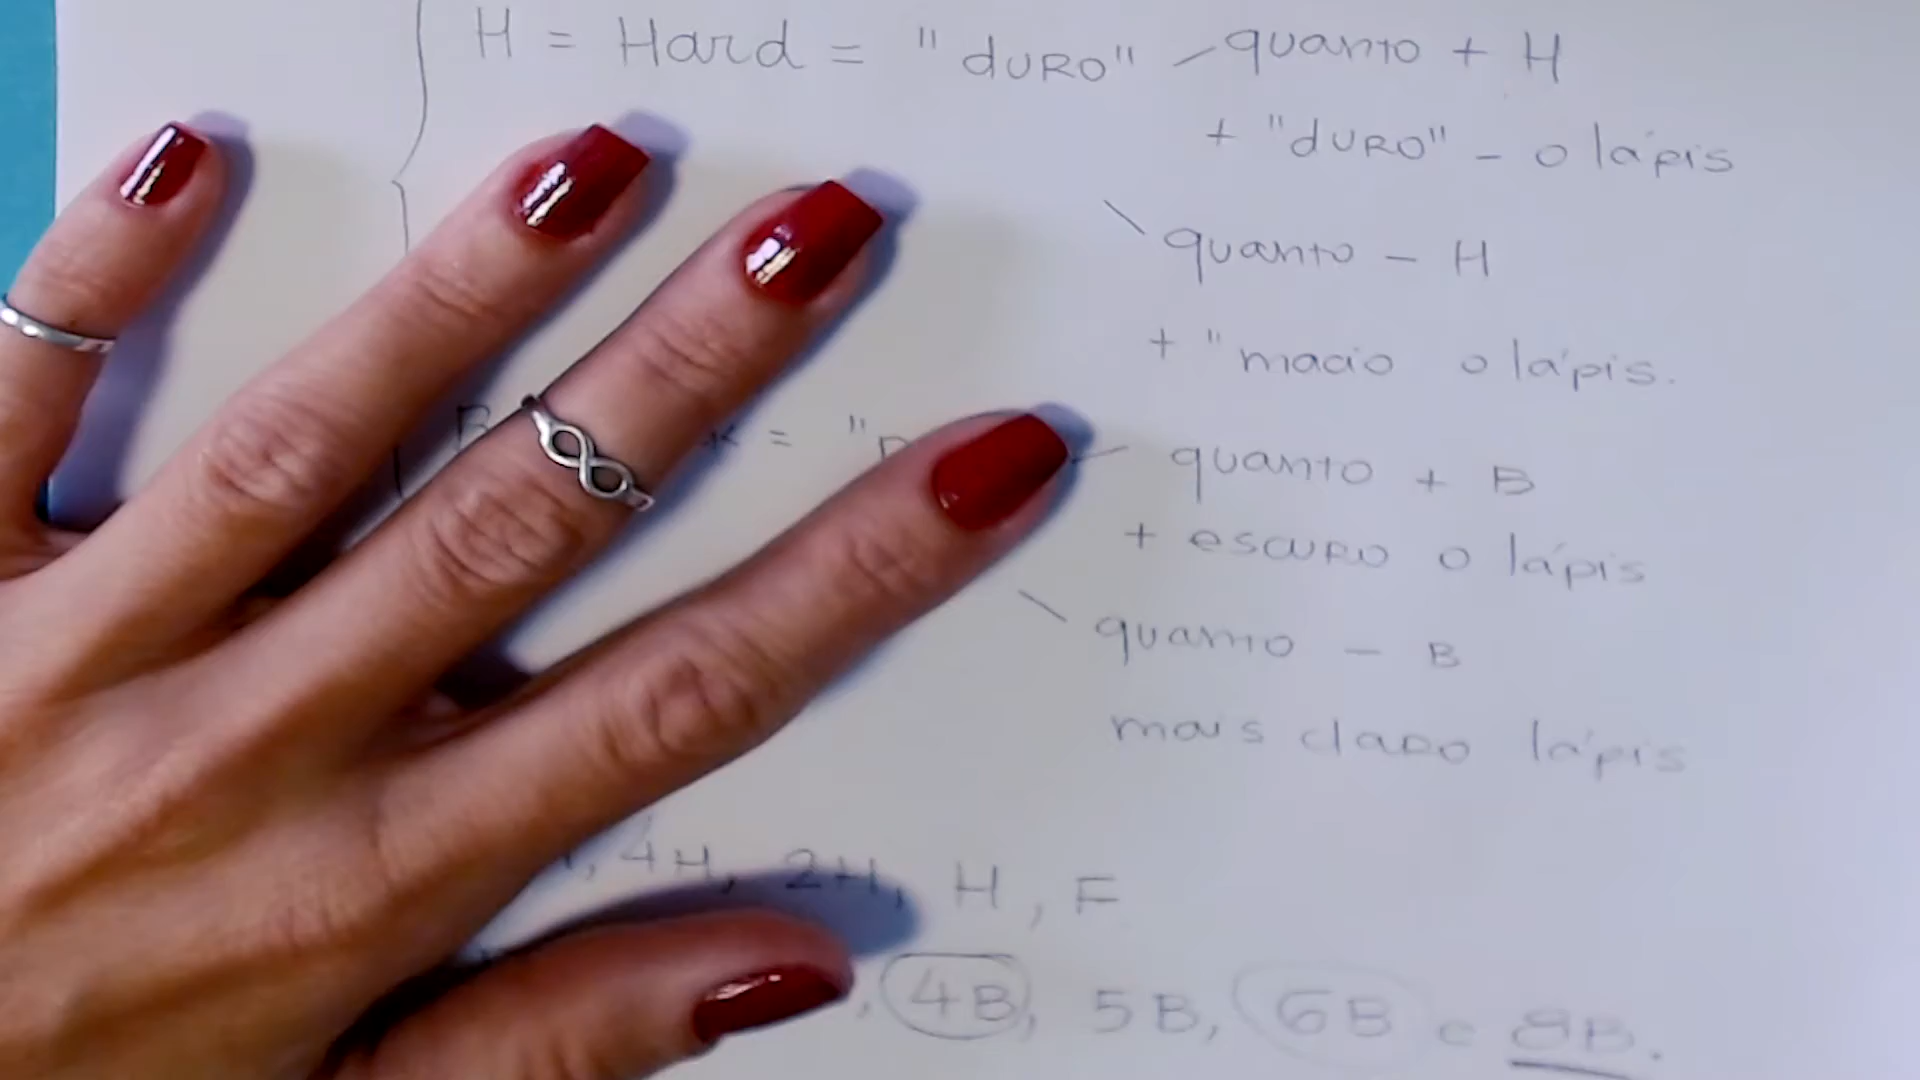 H = Hard = "duro" quanto + H
+ "duro" - o lápis
quanto - H
+ "macio o lápis.
B = "
quanto + B
+ escuro o lápis
quanto - B
mais claro lápis
4H, 2H, H, F
, 4B, 5B, 6B e 8B.